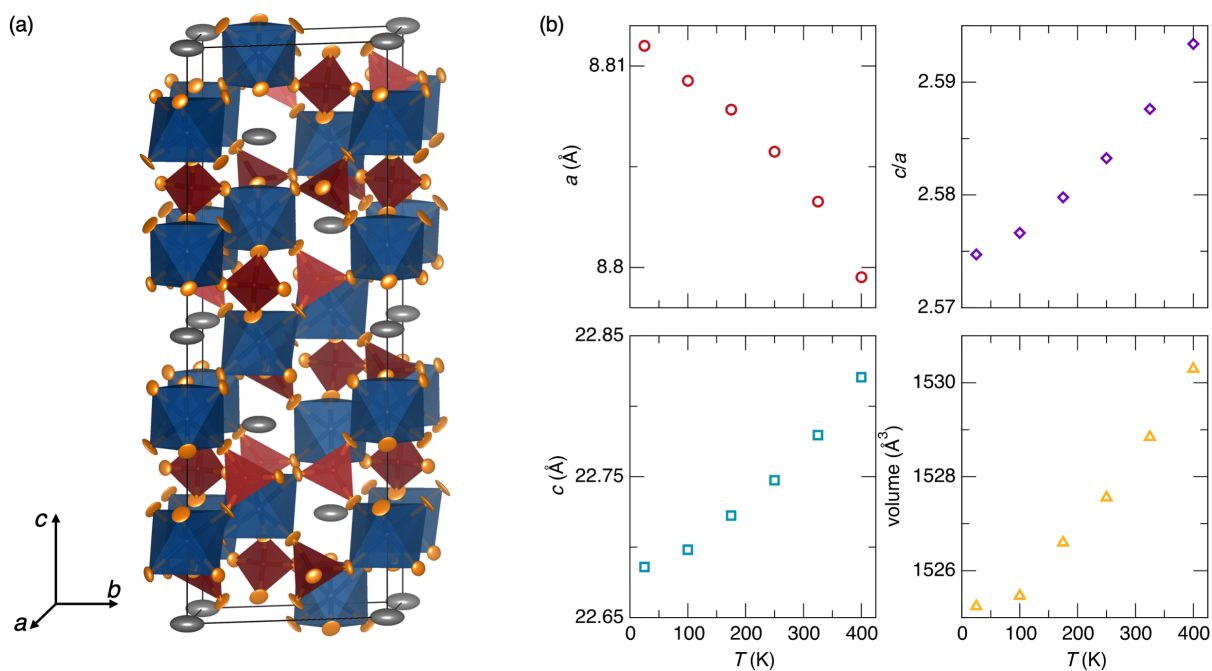 (a)
c
b
a
(b)
8.81
8.8
a (Å)
2.59
2.58
2.57
c/a
22.85
22.75
22.65
c (Å)
0 100 200 300 400
T (K)
1530
1528
1526
volume (Å³)
0 100 200 300 400
T (K)